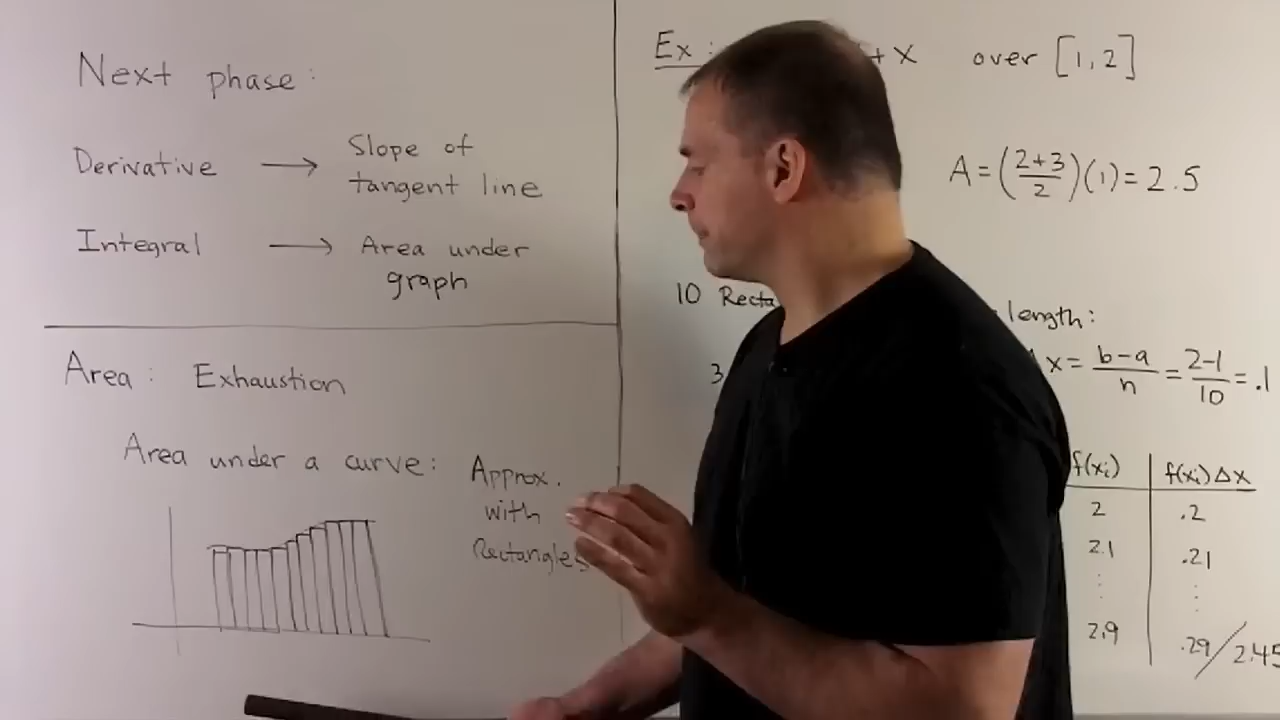 Next phase:
Derivative → Slope of
tangent line
Integral → Area under
graph
Area: Exhaustion
Area under a curve: Approx.
with
Rectangles
Ex: + x over [1,2]
A = (2+3/2)(1) = 2.5
10
length:
x = b-a/n = 2-1/10 = .1
3
f(xᵢ) f(xᵢ)Δx
2 .2
2.1 .21
⋮ ⋮
2.9 .29/2.45